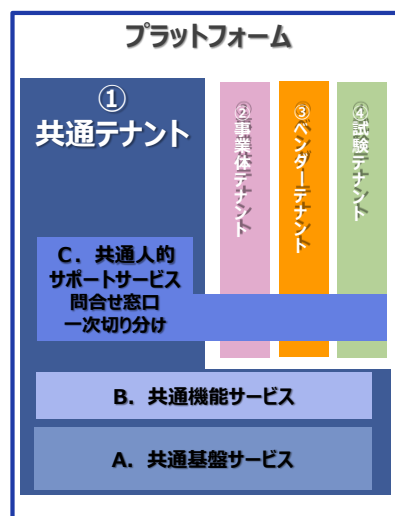 プラットフォーム
①
共通テナント
②事業体テナント
③ベンダーテナント
④試験テナント
C．共通人的
サポートサービス
問合せ窓口
一次切り分け
B．共通機能サービス
A．共通基盤サービス